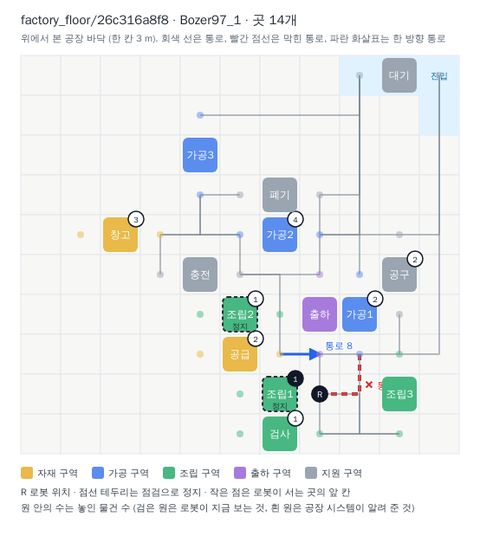 factory_floor/26c316a8f8 · Bozer97_1 · 곳 14개
위에서 본 공장 바닥 (한 칸 3 m). 회색 선은 통로, 빨간 점선은 막힌 통로, 파란 화살표는 한 방향 통로
대기
전립
가공3
폐기
창고
3
가공2
4
충전
공구
2
조립2
정지
1
출하
가공1
2
공급
2
통로 8
조립1
정지
1
R
×
조립3
검사
1
자재 구역
가공 구역
조립 구역
출하 구역
지원 구역
R 로봇 위치 · 점선 테두리는 점검으로 정지 · 작은 점은 로봇이 서는 곳의 앞 칸
원 안의 수는 놓인 물건 수 (검은 원은 로봇이 지금 보는 것, 흰 원은 공장 시스템이 알려 준 것)